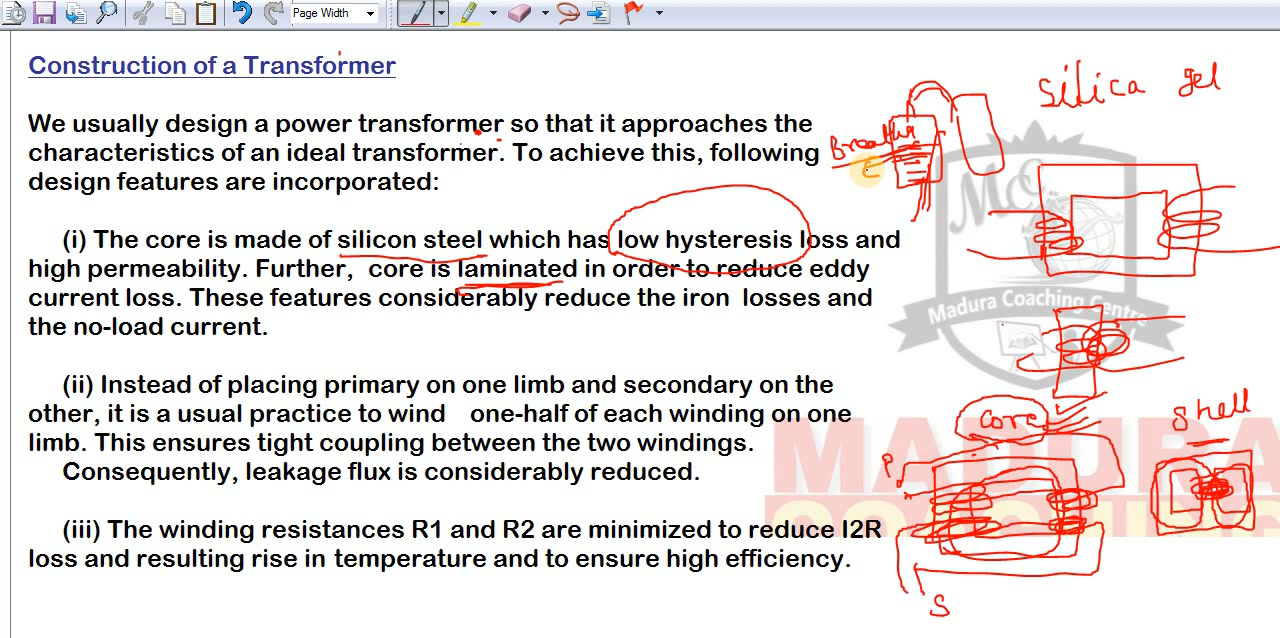 Page Width
Construction of a Transformer
We usually design a power transformer so that it approaches the
characteristics of an ideal transformer. To achieve this, following
design features are incorporated:
(i) The core is made of silicon steel which has low hysteresis loss and
high permeability. Further, core is laminated in order to reduce eddy
current loss. These features considerably reduce the iron losses and
the no-load current.
(ii) Instead of placing primary on one limb and secondary on the
other, it is a usual practice to wind one-half of each winding on one
limb. This ensures tight coupling between the two windings.
Consequently, leakage flux is considerably reduced.
(iii) The winding resistances R1 and R2 are minimized to reduce I2R
loss and resulting rise in temperature and to ensure high efficiency.
Silica gel
MC
Madura Coaching Centre
Core
Shell
MADURA
COACHING
P
S